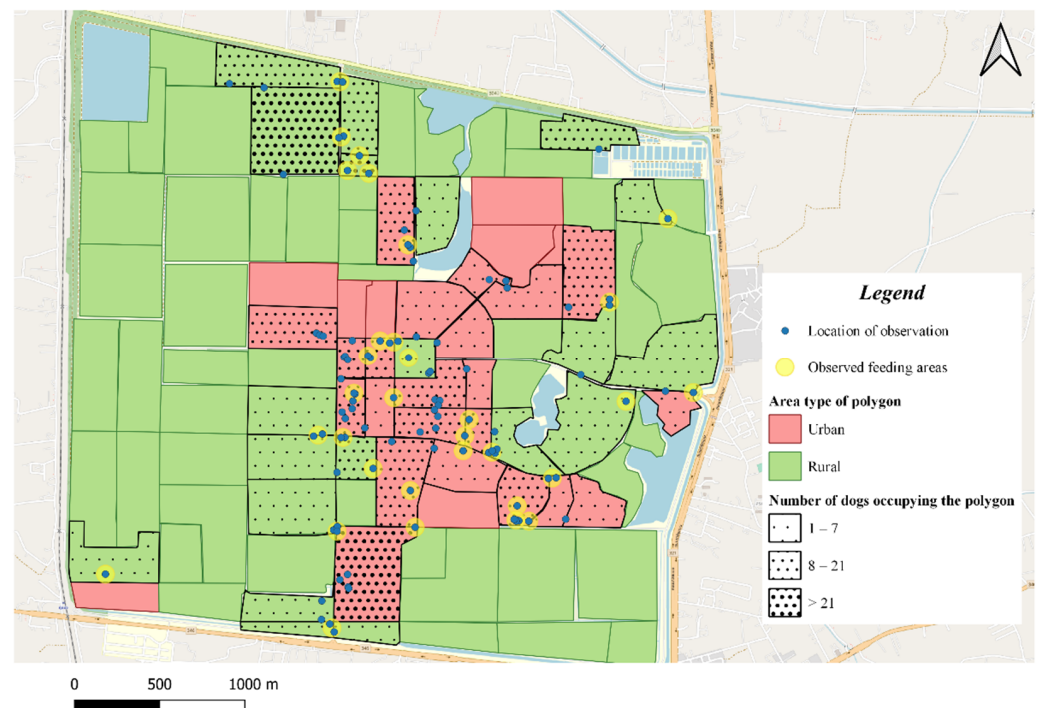 Legend
Location of observation
Observed feeding areas
Area type of polygon
Urban
Rural
Number of dogs occupying the polygon
1 – 7
8 – 21
> 21
0 500 1000 m